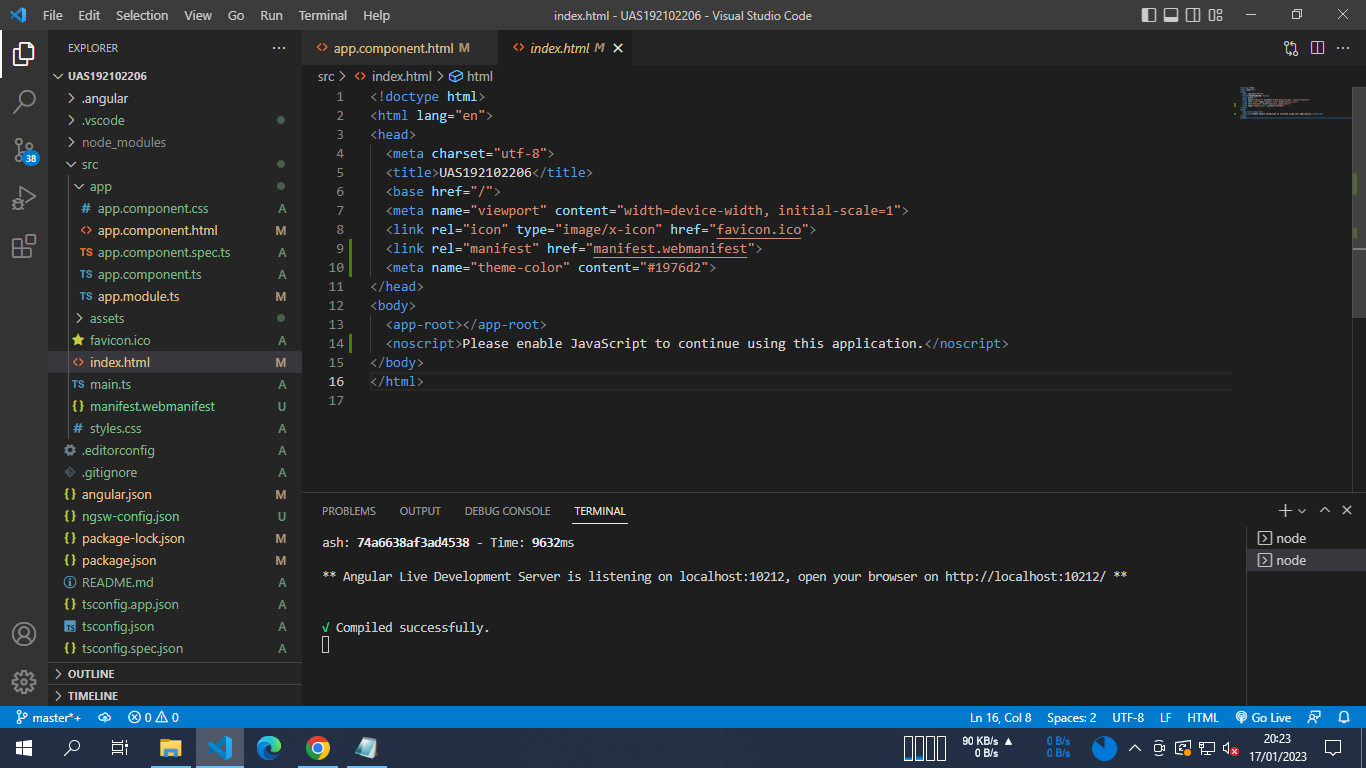 File Edit Selection View Go Run Terminal Help index.html - UAS192102206 - Visual Studio Code
EXPLORER
UAS192102206
.angular
.vscode
node_modules
src
app
# app.component.css A
<> app.component.html M
TS app.component.spec.ts A
TS app.component.ts A
TS app.module.ts M
assets
favicon.ico A
<> index.html M
TS main.ts A
{} manifest.webmanifest U
# styles.css A
.editorconfig A
.gitignore A
{} angular.json M
{} ngsw-config.json U
{} package-lock.json M
{} package.json M
README.md A
{} tsconfig.app.json A
TS tsconfig.json A
{} tsconfig.spec.json A
OUTLINE
TIMELINE
38
<> app.component.html M <> index.html M
src > <> index.html > html
1 <!doctype html>
2 <html lang="en">
3 <head>
4 <meta charset="utf-8">
5 <title>UAS192102206</title>
6 <base href="/">
7 <meta name="viewport" content="width=device-width, initial-scale=1">
8 <link rel="icon" type="image/x-icon" href="favicon.ico">
9 <link rel="manifest" href="manifest.webmanifest">
10 <meta name="theme-color" content="#1976d2">
11 </head>
12 <body>
13 <app-root></app-root>
14 <noscript>Please enable JavaScript to continue using this application.</noscript>
15 </body>
16 </html>
17
PROBLEMS OUTPUT DEBUG CONSOLE TERMINAL
ash: 74a6638af3ad4538 - Time: 9632ms
** Angular Live Development Server is listening on localhost:10212, open your browser on http://localhost:10212/ **
√ Compiled successfully.
node
node
master*+ 0 0 Ln 16, Col 8 Spaces: 2 UTF-8 LF HTML Go Live
90 KB/s 0 B/s 20:23
0 B/s 0 B/s 17/01/2023